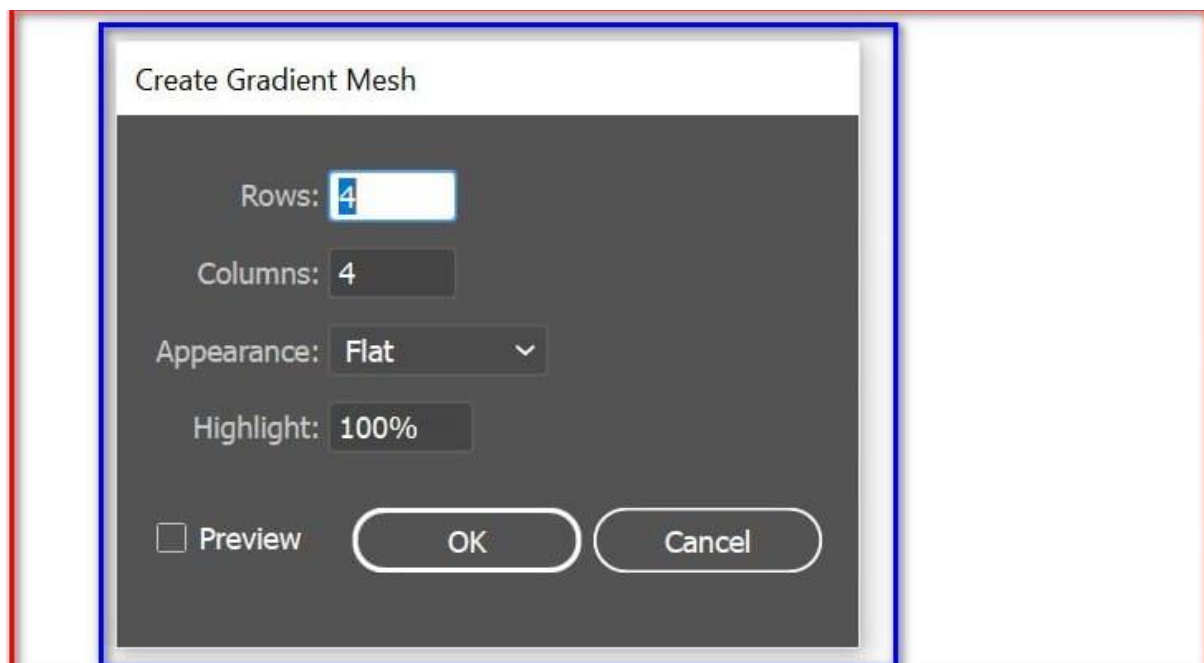 Create Gradient Mesh
Rows: 4
Columns: 4
Appearance: Flat
Highlight: 100%
Preview OK Cancel